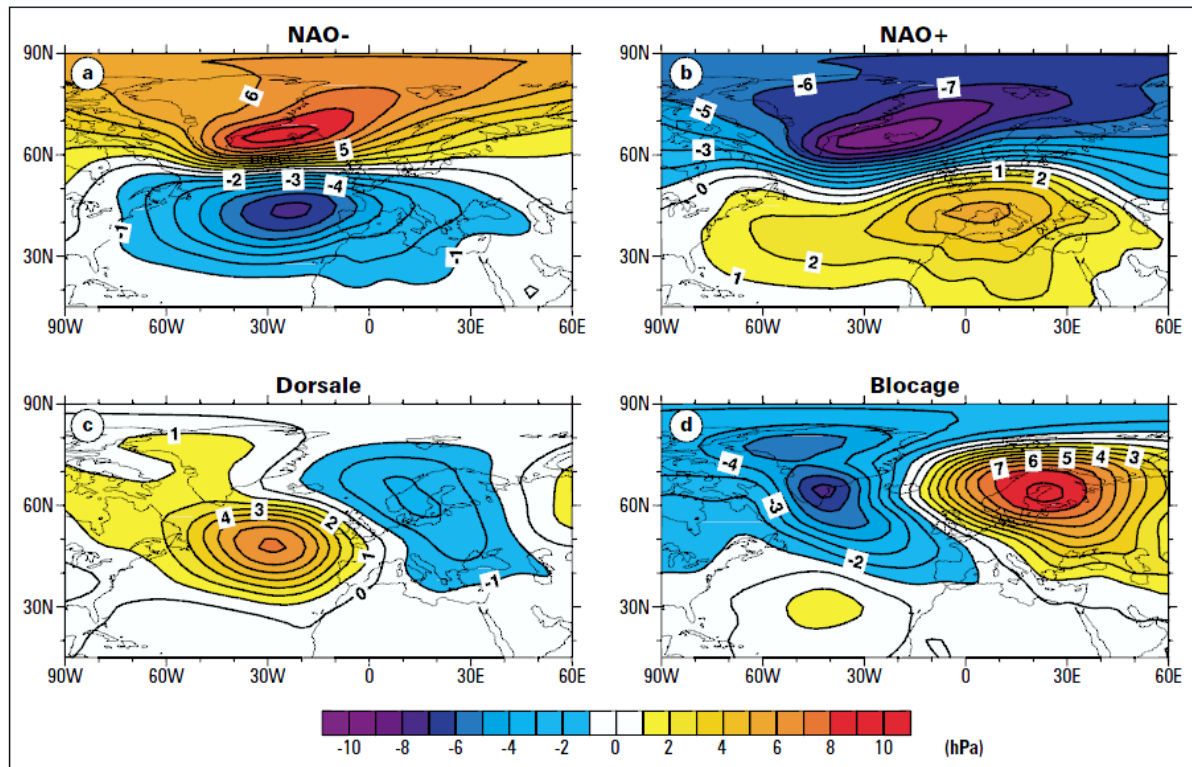 NAO-
a
90N
60N
30N
6
5
-2
-3
-4
-1
-1
90W
60W
30W
0
30E
60E
NAO+
b
90N
60N
30N
-6
-7
-5
-3
0
1
2
2
1
90W
60W
30W
0
30E
60E
Dorsale
c
90N
60N
30N
1
4
3
2
1
0
-1
90W
60W
30W
0
30E
60E
Blocage
d
90N
60N
30N
-4
-3
-2
7
6
5
4
3
90W
60W
30W
0
30E
60E
-10 -8 -6 -4 -2 0 2 4 6 8 10 (hPa)